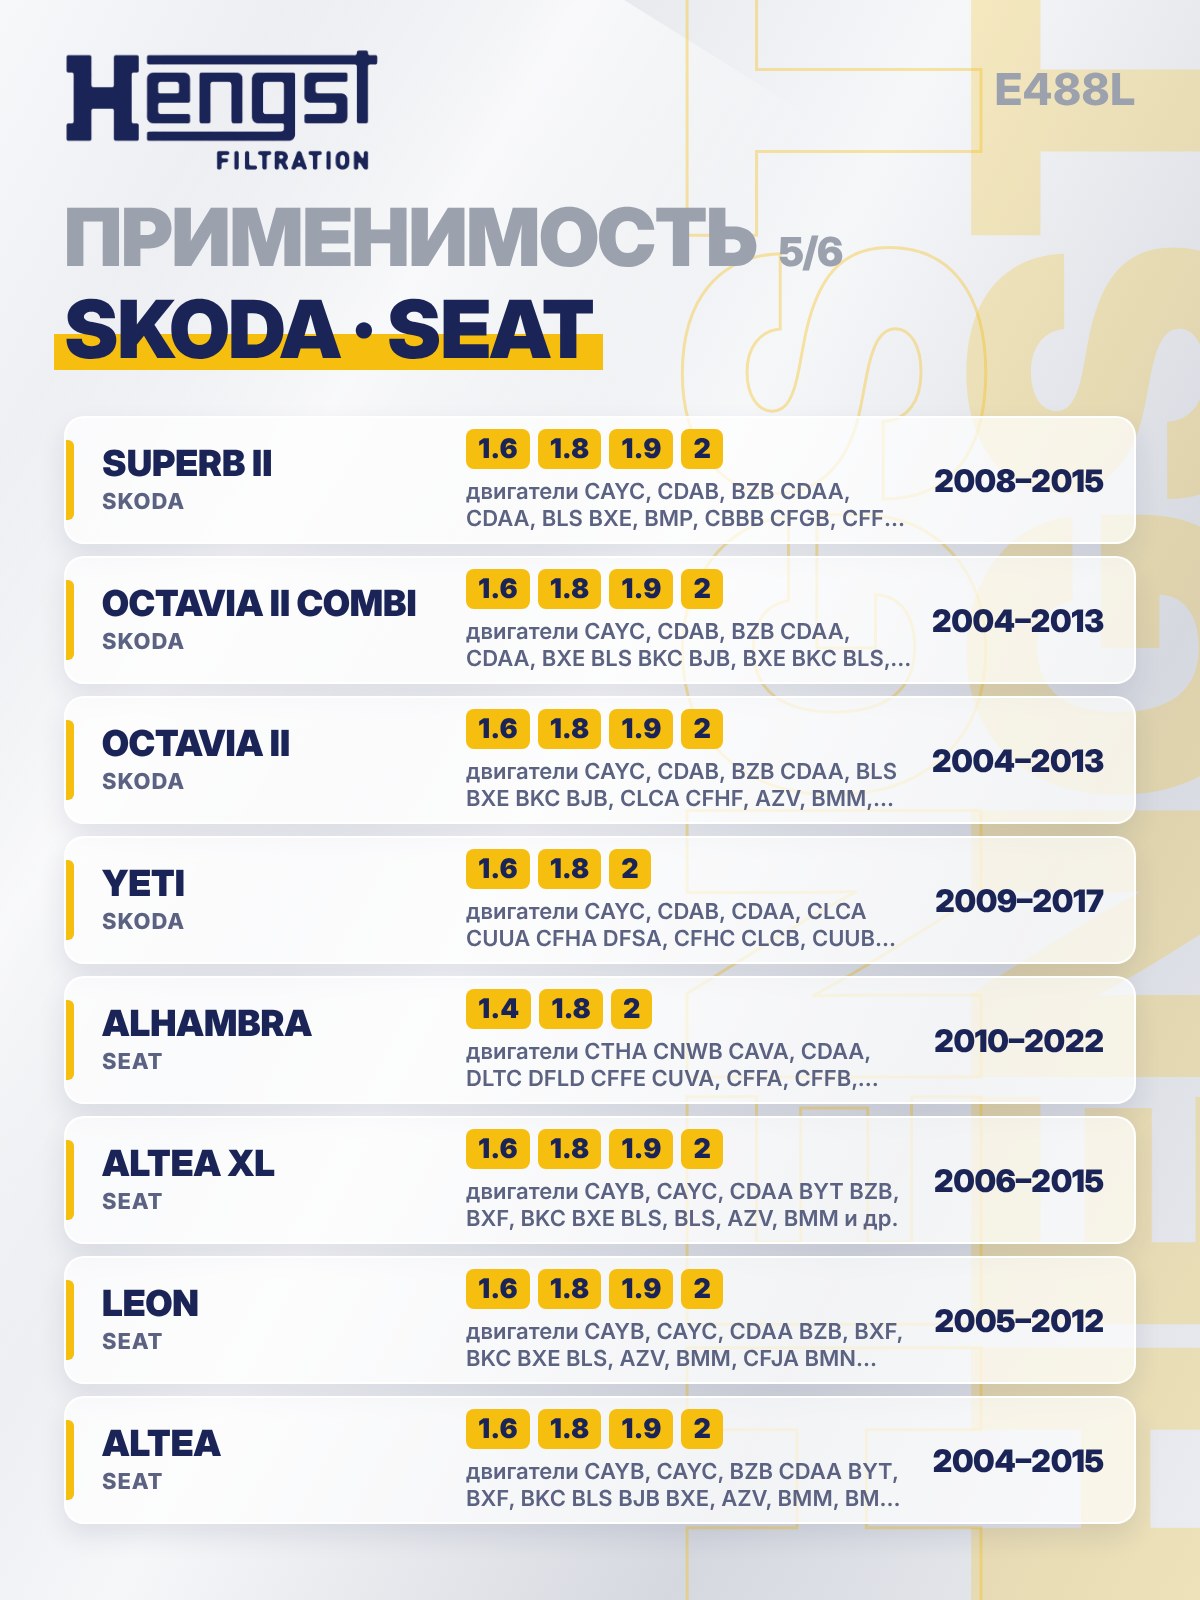 Hengst
FILTRATION
E488L
ПРИМЕНИМОСТЬ 5/6
SKODA · SEAT
SUPERB II
SKODA
1.6 1.8 1.9 2
двигатели CAYC, CDAB, BZB CDAA,
CDAA, BLS BXE, BMP, CBBB CFGB, CFF...
2008–2015
OCTAVIA II COMBI
SKODA
1.6 1.8 1.9 2
двигатели CAYC, CDAB, BZB CDAA,
CDAA, BXE BLS BKC BJB, BXE BKC BLS,...
2004–2013
OCTAVIA II
SKODA
1.6 1.8 1.9 2
двигатели CAYC, CDAB, BZB CDAA, BLS
BXE BKC BJB, CLCA CFHF, AZV, BMM,...
2004–2013
YETI
SKODA
1.6 1.8 2
двигатели CAYC, CDAB, CDAA, CLCA
CUUA CFHA DFSA, CFHC CLCB, CUUB...
2009–2017
ALHAMBRA
SEAT
1.4 1.8 2
двигатели CTHA CNWB CAVA, CDAA,
DLTC DFLD CFFE CUVA, CFFA, CFFB,...
2010–2022
ALTEA XL
SEAT
1.6 1.8 1.9 2
двигатели CAYB, CAYC, CDAA BYT BZB,
BXF, BKC BXE BLS, BLS, AZV, BMM и др.
2006–2015
LEON
SEAT
1.6 1.8 1.9 2
двигатели CAYB, CAYC, CDAA BZB, BXF,
BKC BXE BLS, AZV, BMM, CFJA BMN...
2005–2012
ALTEA
SEAT
1.6 1.8 1.9 2
двигатели CAYB, CAYC, BZB CDAA BYT,
BXF, BKC BLS BJB BXE, AZV, BMM, BM...
2004–2015
HENGST